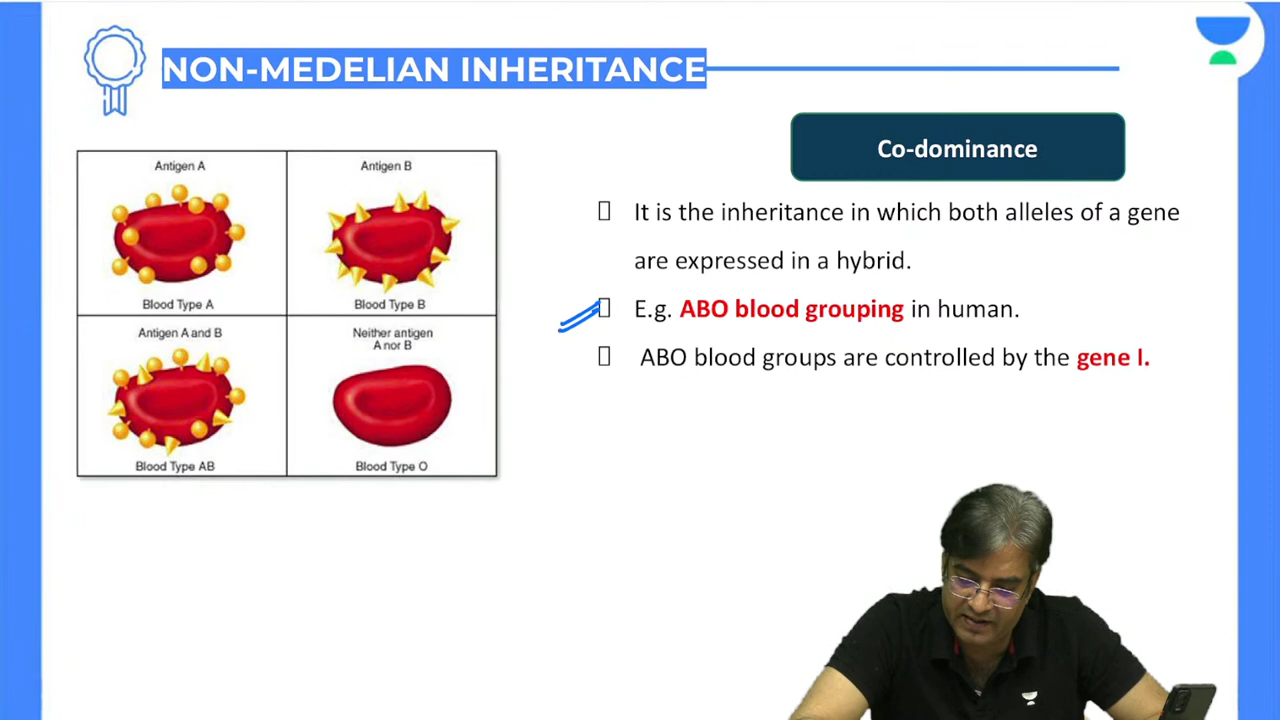 NON-MEDELIAN INHERITANCE
Co-dominance
Antigen A
Blood Type A
Antigen B
Blood Type B
Antigen A and B
Blood Type AB
Neither antigen
A nor B
Blood Type O
It is the inheritance in which both alleles of a gene
are expressed in a hybrid.
E.g. ABO blood grouping in human.
ABO blood groups are controlled by the gene I.